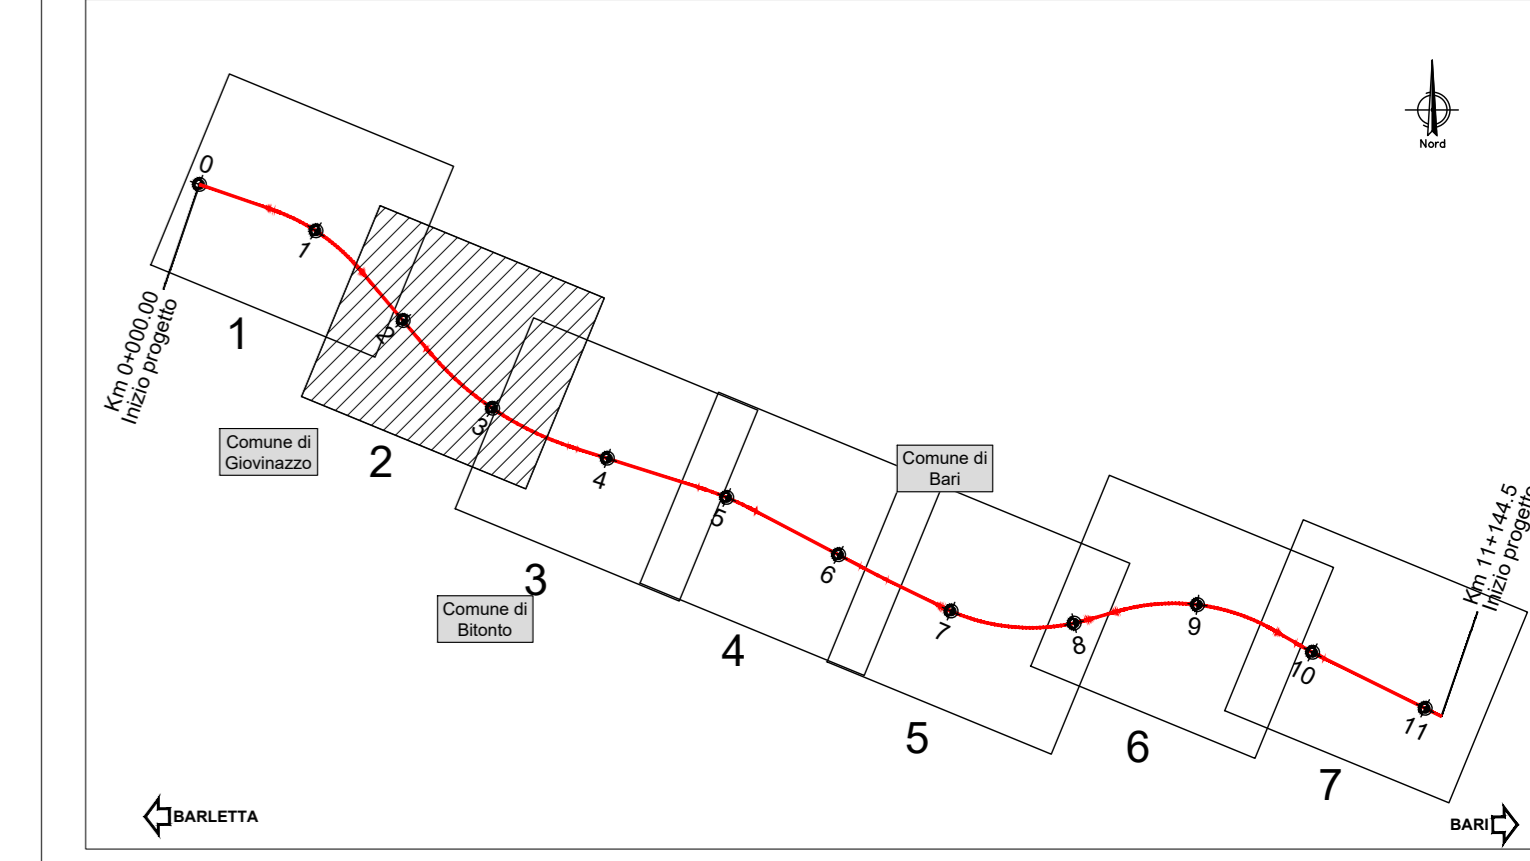 Nord
0
1
2
3
4
5
6
7
8
9
10
11
Km 0+000.00
Inizio progetto
1
2
3
4
5
6
7
Comune di
Giovinazzo
Comune di
Bitonto
Comune di
Bari
Km 11+144.5
Inizio progetto
BARLETTA
BARI